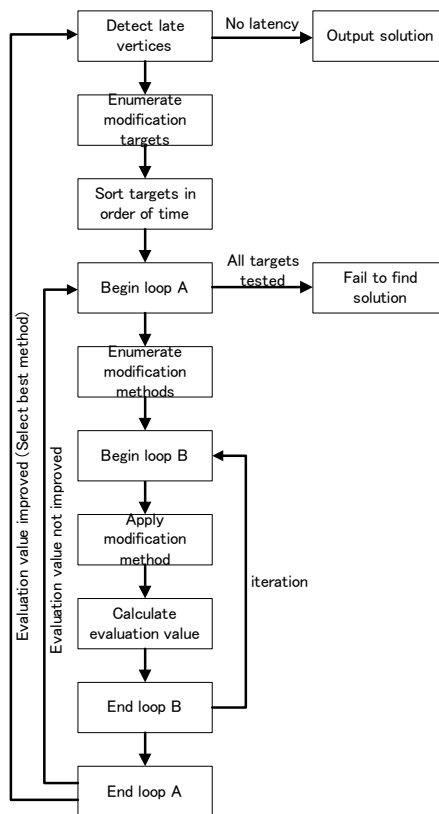 Detect late
vertices
No latency
Output solution
Enumerate
modification
targets
Sort targets in
order of time
Begin loop A
All targets
tested
Fail to find
solution
Enumerate
modification
methods
Begin loop B
Apply
modification
method
Calculate
evaluation value
iteration
End loop B
End loop A
Evaluation value improved (Select best method)
Evaluation value not improved